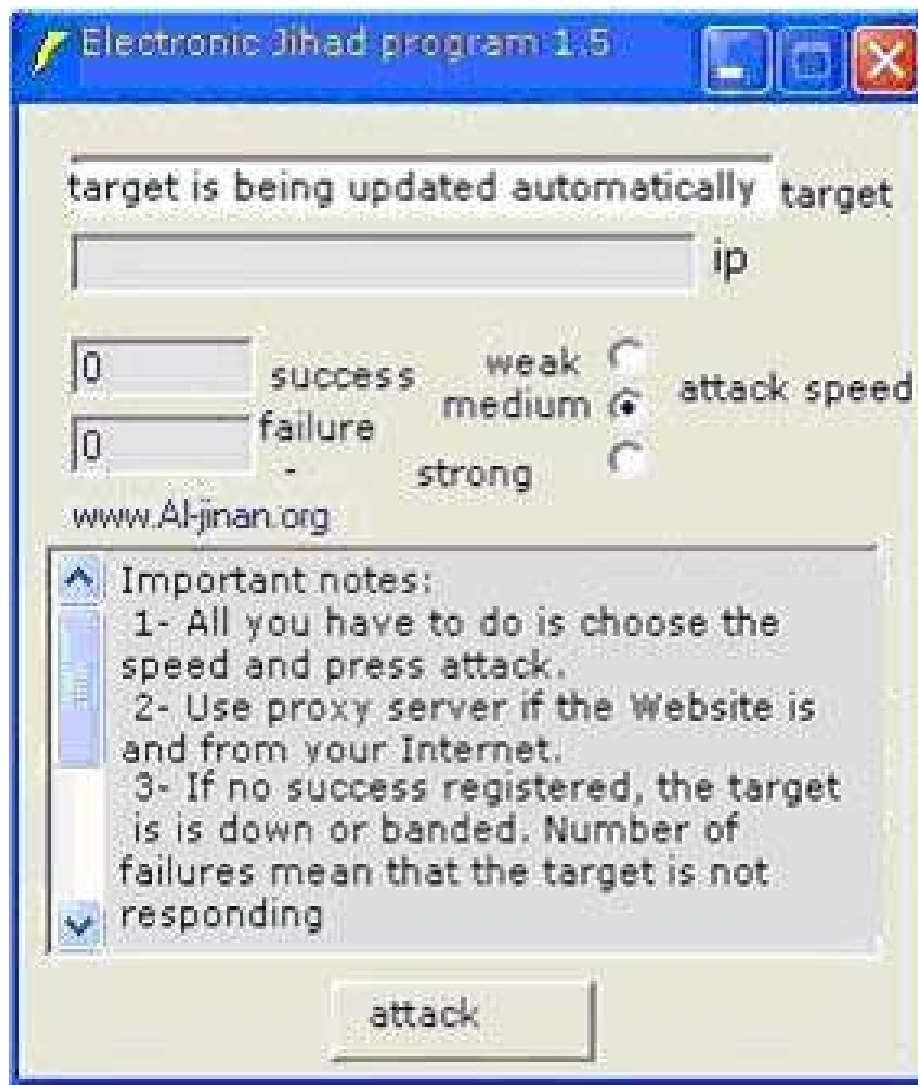 Electronic Jihad program 1.5
target is being updated automatically target
ip
0 success
0 failure
-
weak
medium
strong
attack speed
www.Al-jinan.org
Important notes:
1- All you have to do is choose the
speed and press attack.
2- Use proxy server if the Website is
and from your Internet.
3- If no success registered, the target
is is down or banded. Number of
failures mean that the target is not
responding
attack